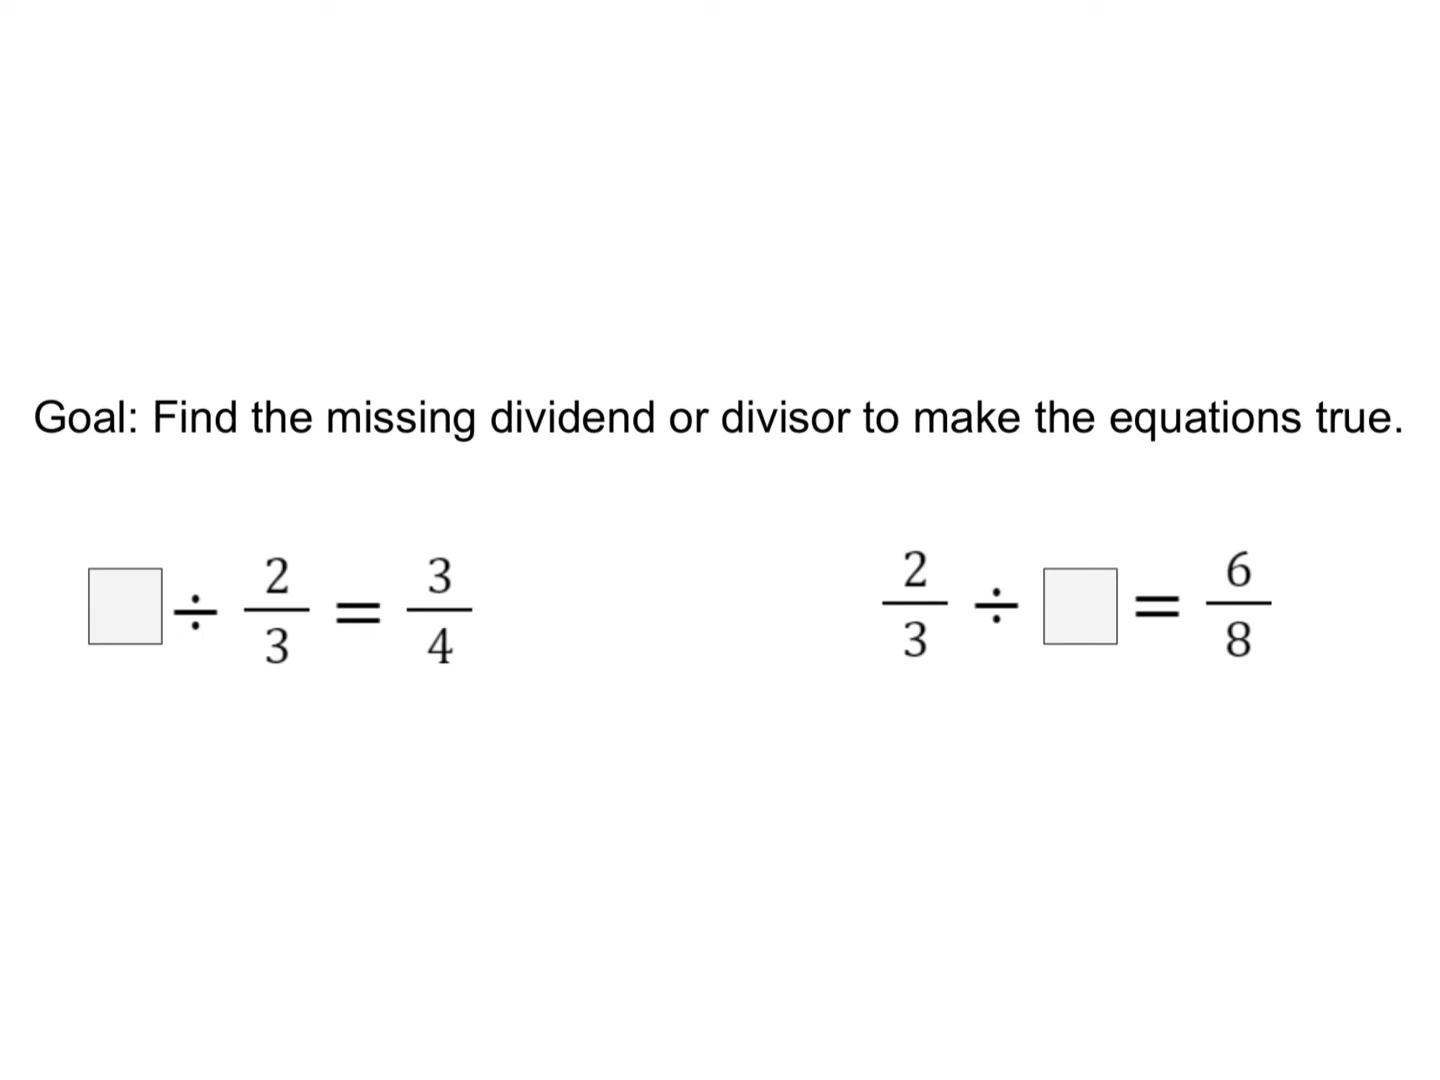 Goal: Find the missing dividend or divisor to make the equations true.
÷ 2/3 = 3/4
2/3 ÷ = 6/8